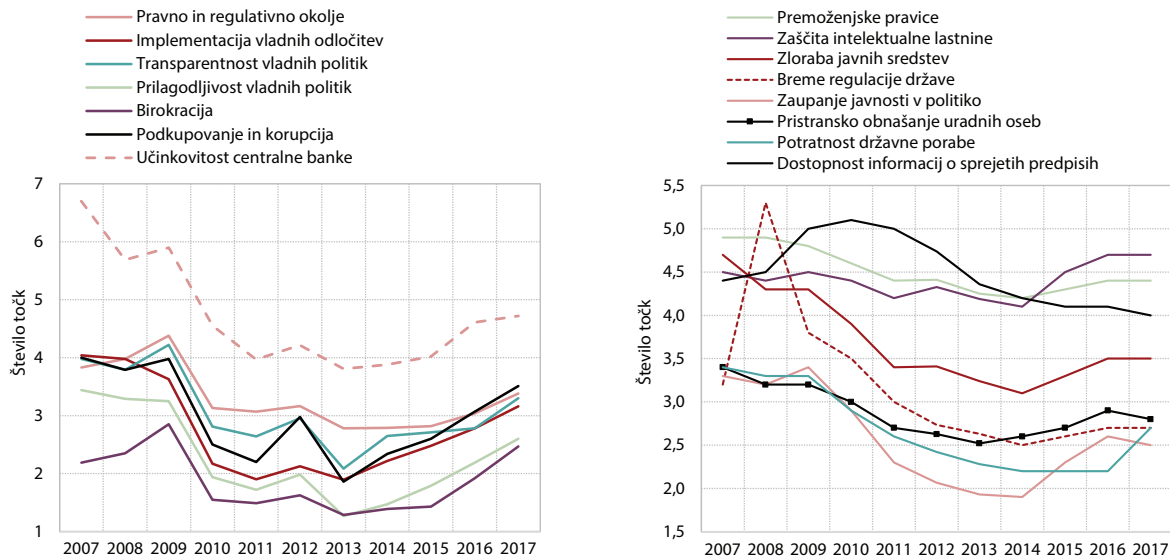 Pravno in regulativno okolje
Implementacija vladnih odločitev
Transparentnost vladnih politik
Prilagodljivost vladnih politik
Birokracija
Podkupovanje in korupcija
Učinkovitost centralne banke
Število točk
7
6
5
4
3
2
1
2007 2008 2009 2010 2011 2012 2013 2014 2015 2016 2017
Premoženjske pravice
Zaščita intelektualne lastnine
Zloraba javnih sredstev
Breme regulacije države
Zaupanje javnosti v politiko
Pristransko obnašanje uradnih oseb
Potratnost državne porabe
Dostopnost informacij o sprejetih predpisih
Število točk
5,5
5,0
4,5
4,0
3,5
3,0
2,5
2,0
1,5
2007 2008 2009 2010 2011 2012 2013 2014 2015 2016 2017